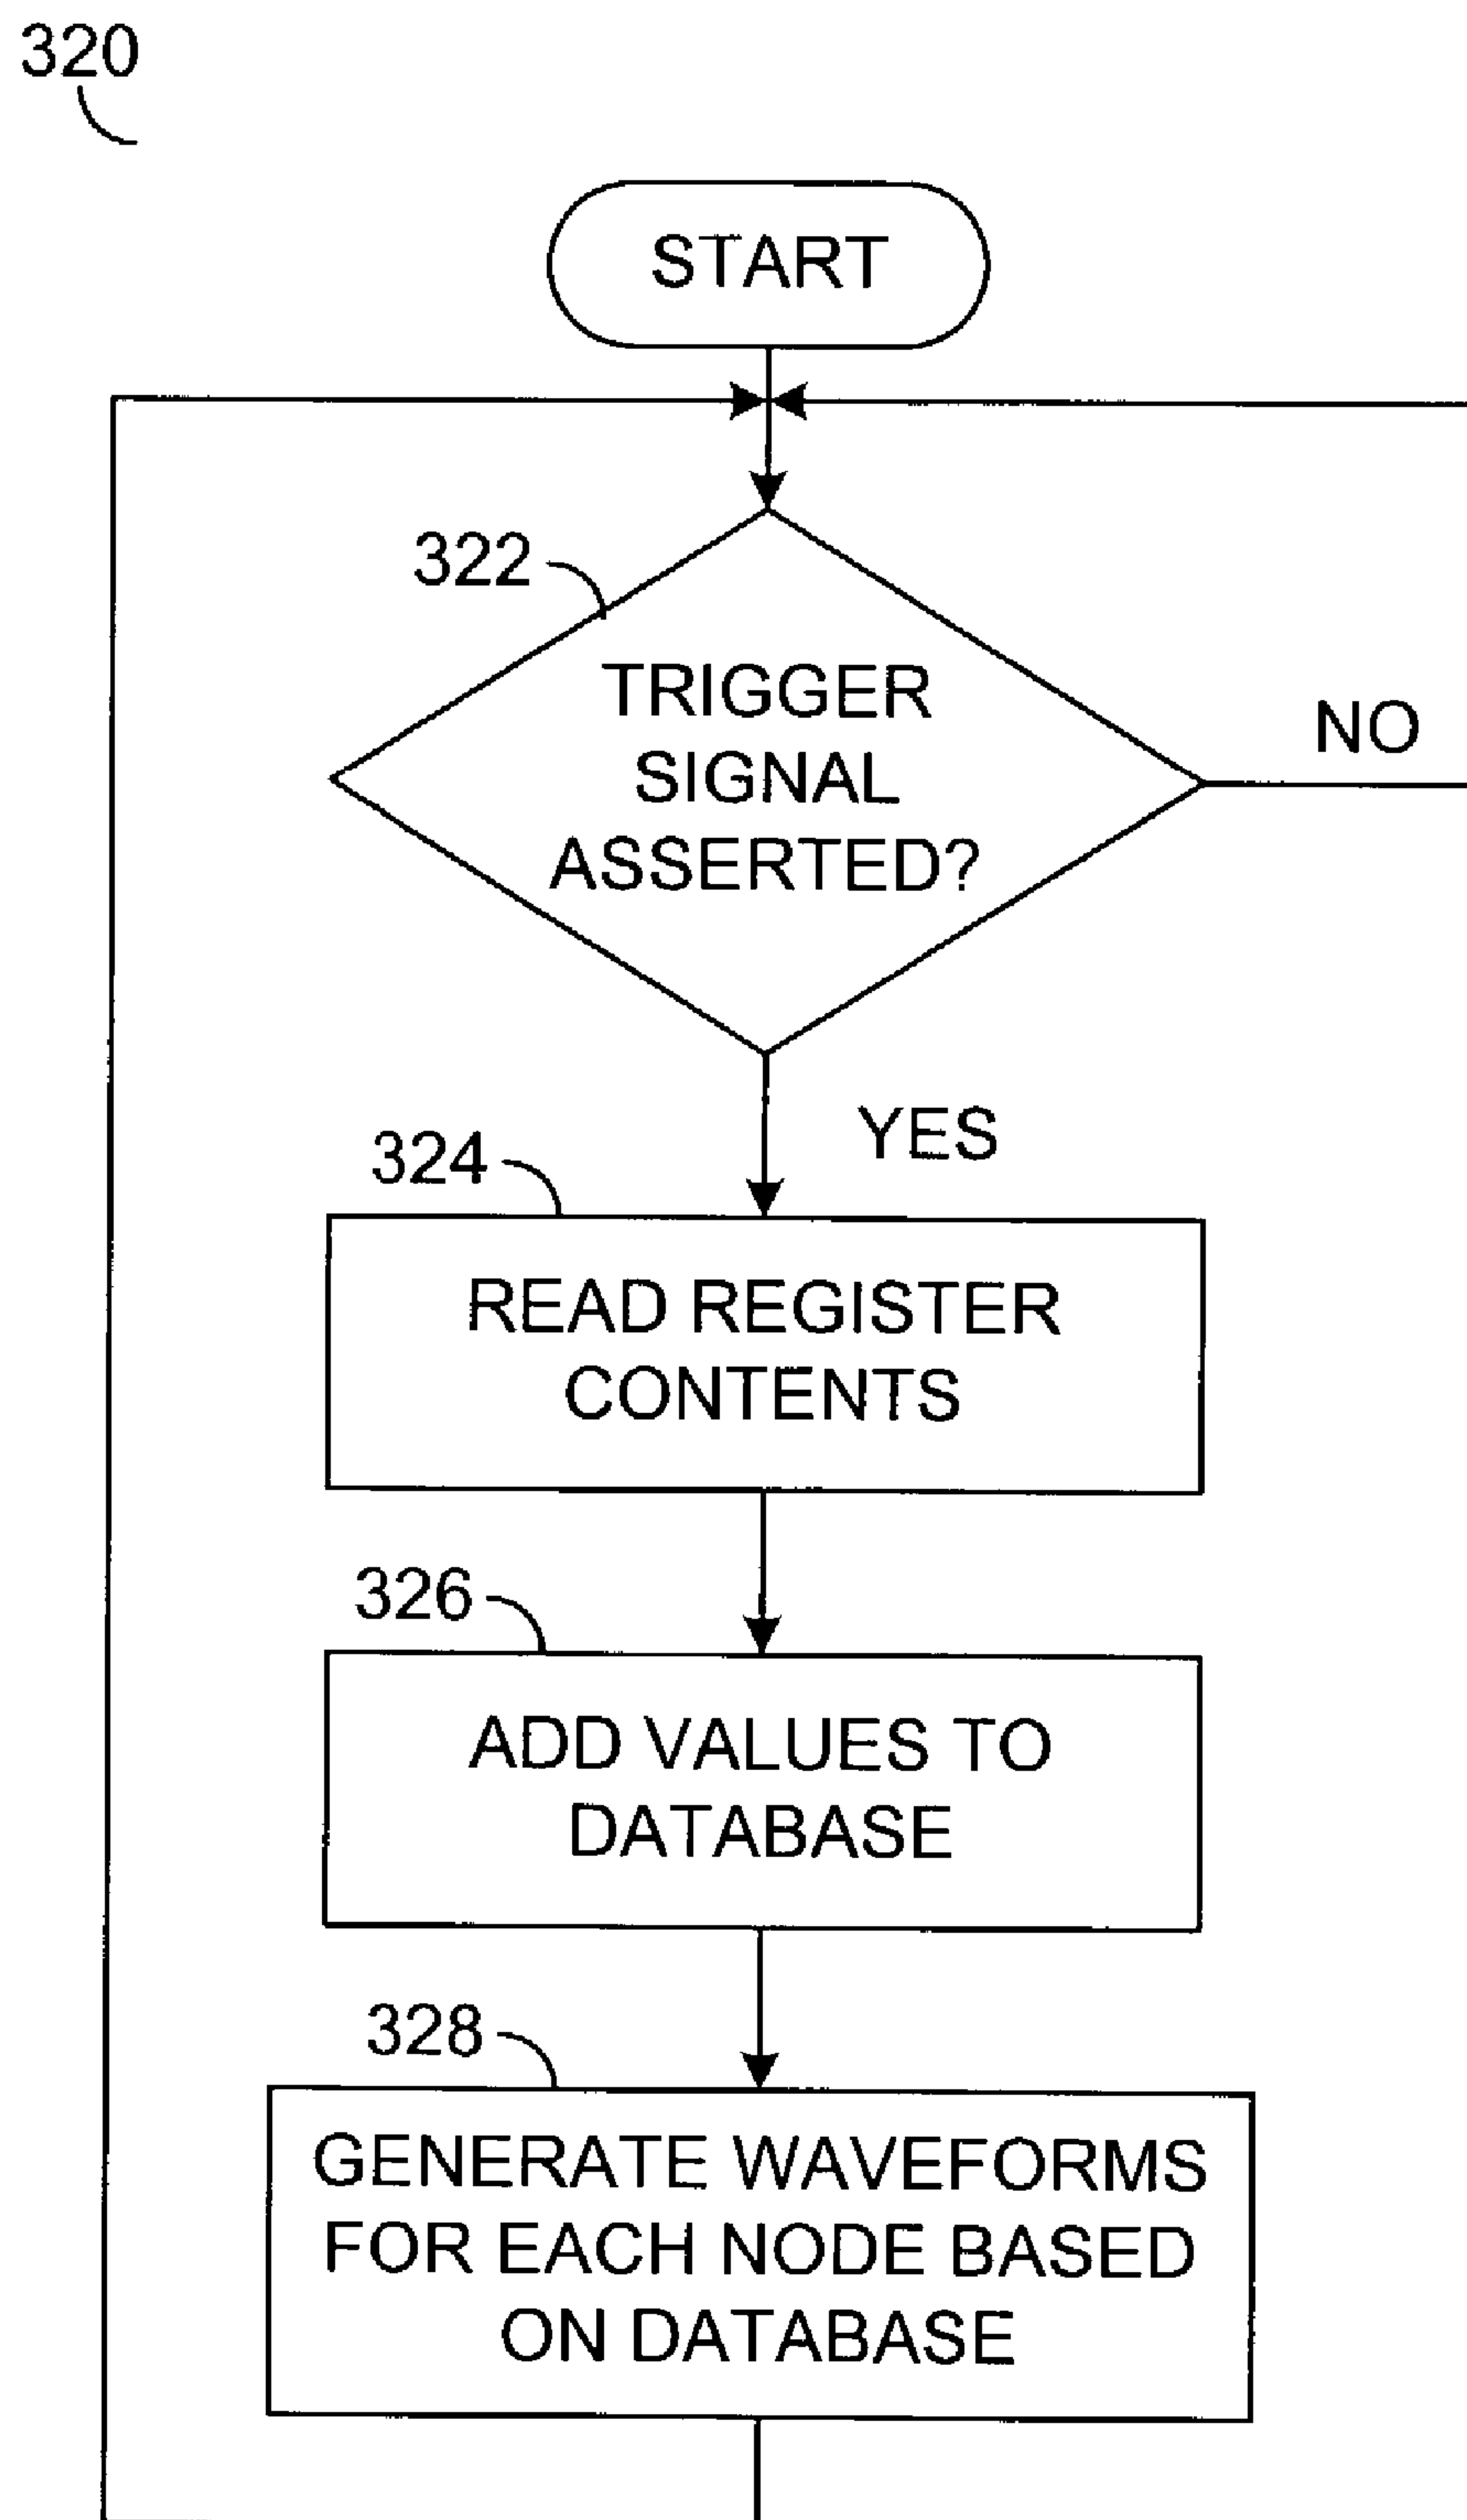 320
START
322
TRIGGER
SIGNAL
ASSERTED?
NO
YES
324
READ REGISTER
CONTENTS
326
ADD VALUES TO
DATABASE
328
GENERATE WAVEFORMS
FOR EACH NODE BASED
ON DATABASE